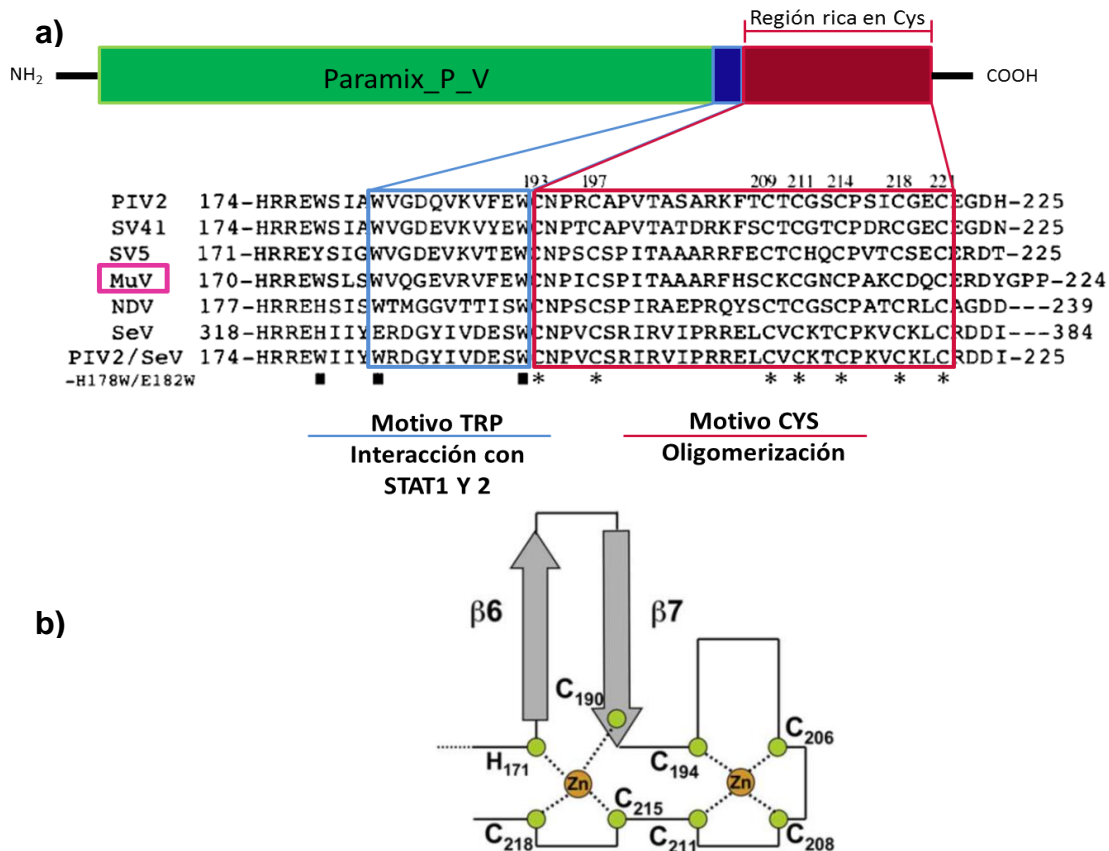 a)
Región rica en Cys
NH2
Paramix_P_V
COOH
193 197 209 211 214 218 221
PIV2 174-HRREWSIAWVGDQVKVFEWCNPRCAPVTASARKFTCTCGSCPSICGECEGDH-225
SV41 174-HRREWSIAWVGDEVKVYEWCNPTCAPVTATDRKFSCTCGTCPDRCGECEGDN-225
SV5 171-HRREYSIGWVGDEVKVTEWCNPSCSPITAAARRFECTCHQCPVTCSECERDT-225
MuV 170-HRREWSLSWVQGEVRVFEWCNPICSPITAAARFHSCKCGNCPAKCDQCERDYGPP-224
NDV 177-HRREHSISWTMGGVTTISWCNPSCSPIRAEPRQYSCTCGSCPATCRLCAGDD---239
SeV 318-HRREHIIYERDGYIVDESWCNPVCSRIRVIPRRELCVCKTCPKVCKLCRDDI---384
PIV2/SeV 174-HRREWIIYWRDGYIVDESWCNPVCSRIRVIPRRELCVCKTCPKVCKLCRDDI-225
-H178W/E182W ■ ■ ■ * * * * * * *
Motivo TRP
Interacción con
STAT1 Y 2
Motivo CYS
Oligomerización
b)
β6 β7
C190
H171 Zn C194 Zn C206
C218 C215 C211 C208